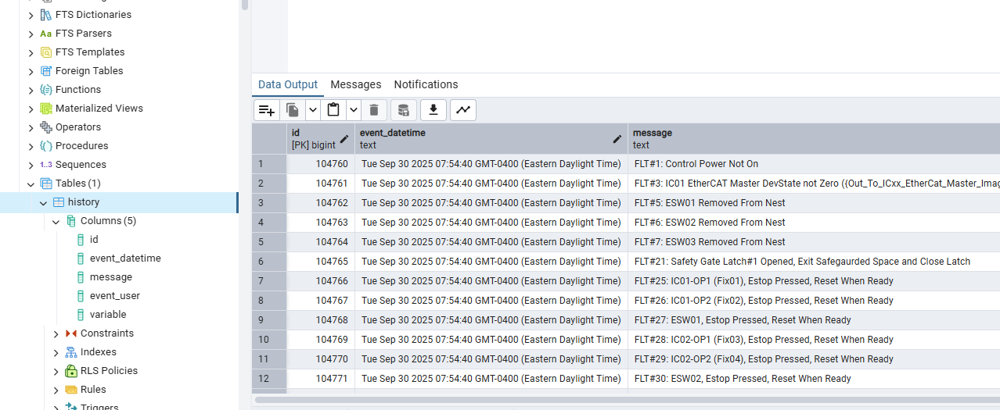 FTS Dictionaries
Aa FTS Parsers
FTS Templates
Foreign Tables
Functions
Materialized Views
Operators
Procedures
1..3 Sequences
Tables (1)
history
Columns (5)
id
event_datetime
message
event_user
variable
Constraints
Indexes
RLS Policies
Rules
Triggers
Data Output Messages Notifications
id event_datetime message
[PK] bigint text text
1 104760 Tue Sep 30 2025 07:54:40 GMT-0400 (Eastern Daylight Time) FLT#1: Control Power Not On
2 104761 Tue Sep 30 2025 07:54:40 GMT-0400 (Eastern Daylight Time) FLT#3: IC01 EtherCAT Master DevState not Zero ({Out_To_ICxx_EtherCat_Master_Imag
3 104762 Tue Sep 30 2025 07:54:40 GMT-0400 (Eastern Daylight Time) FLT#5: ESW01 Removed From Nest
4 104763 Tue Sep 30 2025 07:54:40 GMT-0400 (Eastern Daylight Time) FLT#6: ESW02 Removed From Nest
5 104764 Tue Sep 30 2025 07:54:40 GMT-0400 (Eastern Daylight Time) FLT#7: ESW03 Removed From Nest
6 104765 Tue Sep 30 2025 07:54:40 GMT-0400 (Eastern Daylight Time) FLT#21: Safety Gate Latch#1 Opened, Exit Safegaurded Space and Close Latch
7 104766 Tue Sep 30 2025 07:54:40 GMT-0400 (Eastern Daylight Time) FLT#25: IC01-OP1 (Fix01), Estop Pressed, Reset When Ready
8 104767 Tue Sep 30 2025 07:54:40 GMT-0400 (Eastern Daylight Time) FLT#26: IC01-OP2 (Fix02), Estop Pressed, Reset When Ready
9 104768 Tue Sep 30 2025 07:54:40 GMT-0400 (Eastern Daylight Time) FLT#27: ESW01, Estop Pressed, Reset When Ready
10 104769 Tue Sep 30 2025 07:54:40 GMT-0400 (Eastern Daylight Time) FLT#28: IC02-OP1 (Fix03), Estop Pressed, Reset When Ready
11 104770 Tue Sep 30 2025 07:54:40 GMT-0400 (Eastern Daylight Time) FLT#29: IC02-OP2 (Fix04), Estop Pressed, Reset When Ready
12 104771 Tue Sep 30 2025 07:54:40 GMT-0400 (Eastern Daylight Time) FLT#30: ESW02, Estop Pressed, Reset When Ready